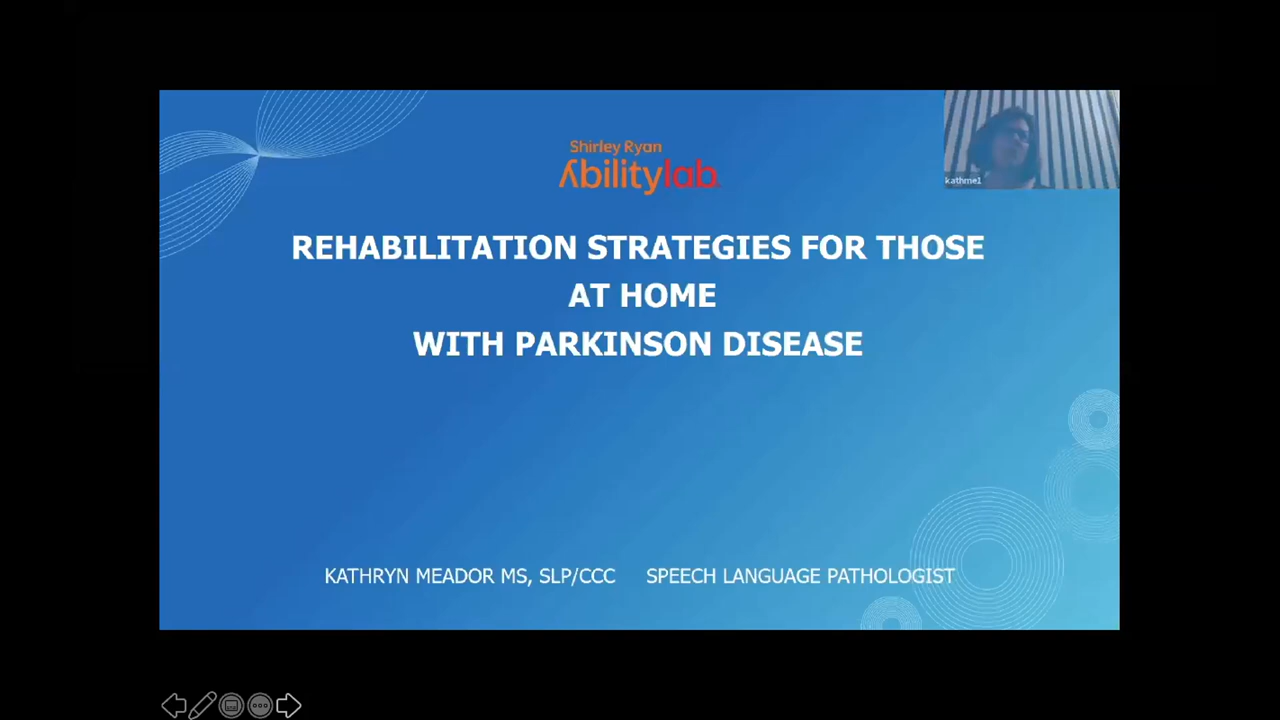 Shirley Ryan
Abilitylab
kathme1
REHABILITATION STRATEGIES FOR THOSE
AT HOME
WITH PARKINSON DISEASE
KATHRYN MEADOR MS, SLP/CCC SPEECH LANGUAGE PATHOLOGIST